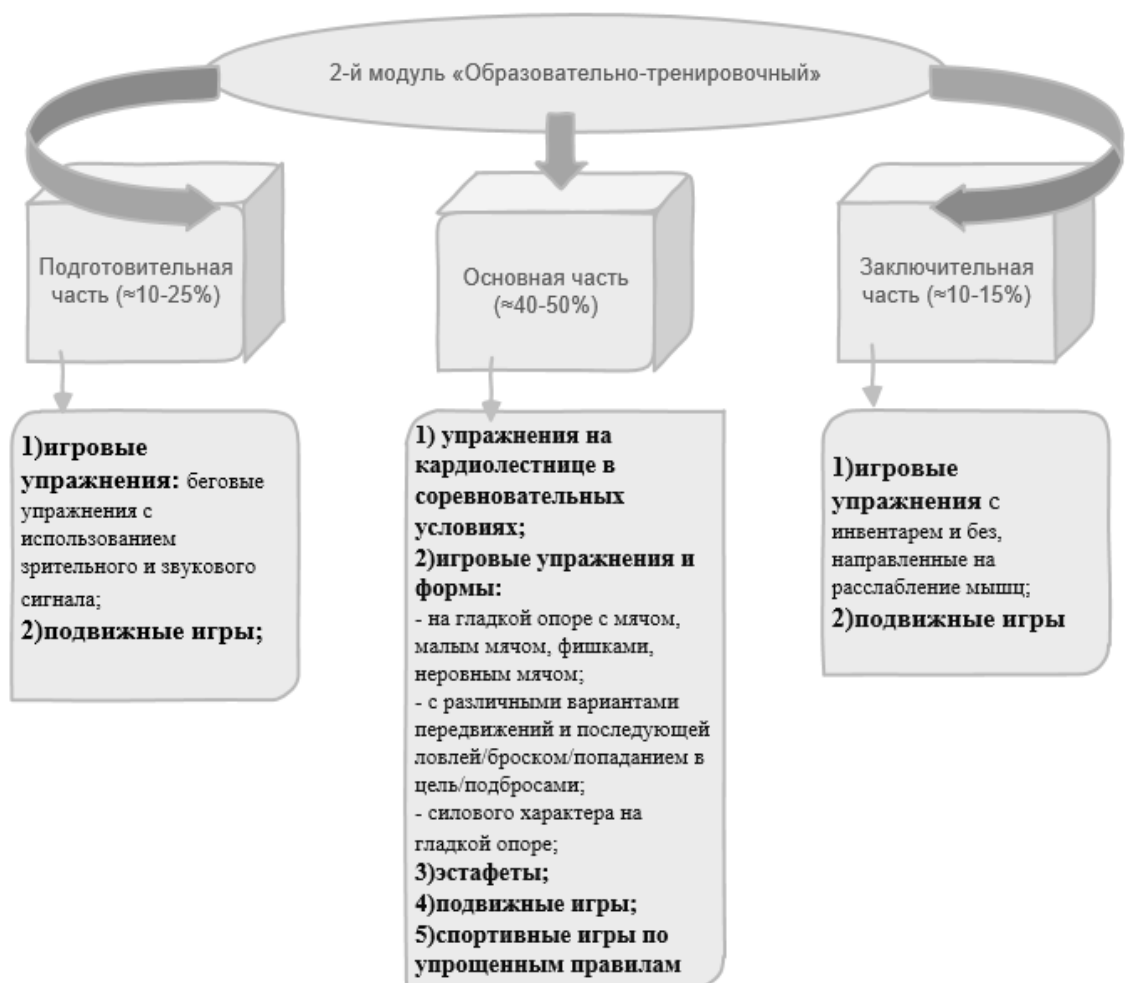 2-й модуль «Образовательно-тренировочный»
Подготовительная
часть (≈10-25%)
Основная часть
(≈40-50%)
Заключительная
часть (≈10-15%)
1)игровые
упражнения: беговые
упражнения с
использованием
зрительного и звукового
сигнала;
2)подвижные игры;
1) упражнения на
кардиолестнице в
соревновательных
условиях;
2)игровые упражнения и
формы:
- на гладкой опоре с мячом,
малым мячом, фишками,
неровным мячом;
- с различными вариантами
передвижений и последующей
ловлей/броском/попаданием в
цель/подбросами;
- силового характера на
гладкой опоре;
3)эстафеты;
4)подвижные игры;
5)спортивные игры по
упрощенным правилам
1)игровые
упражнения с
инвентарем и без,
направленные на
расслабление мышц;
2)подвижные игры